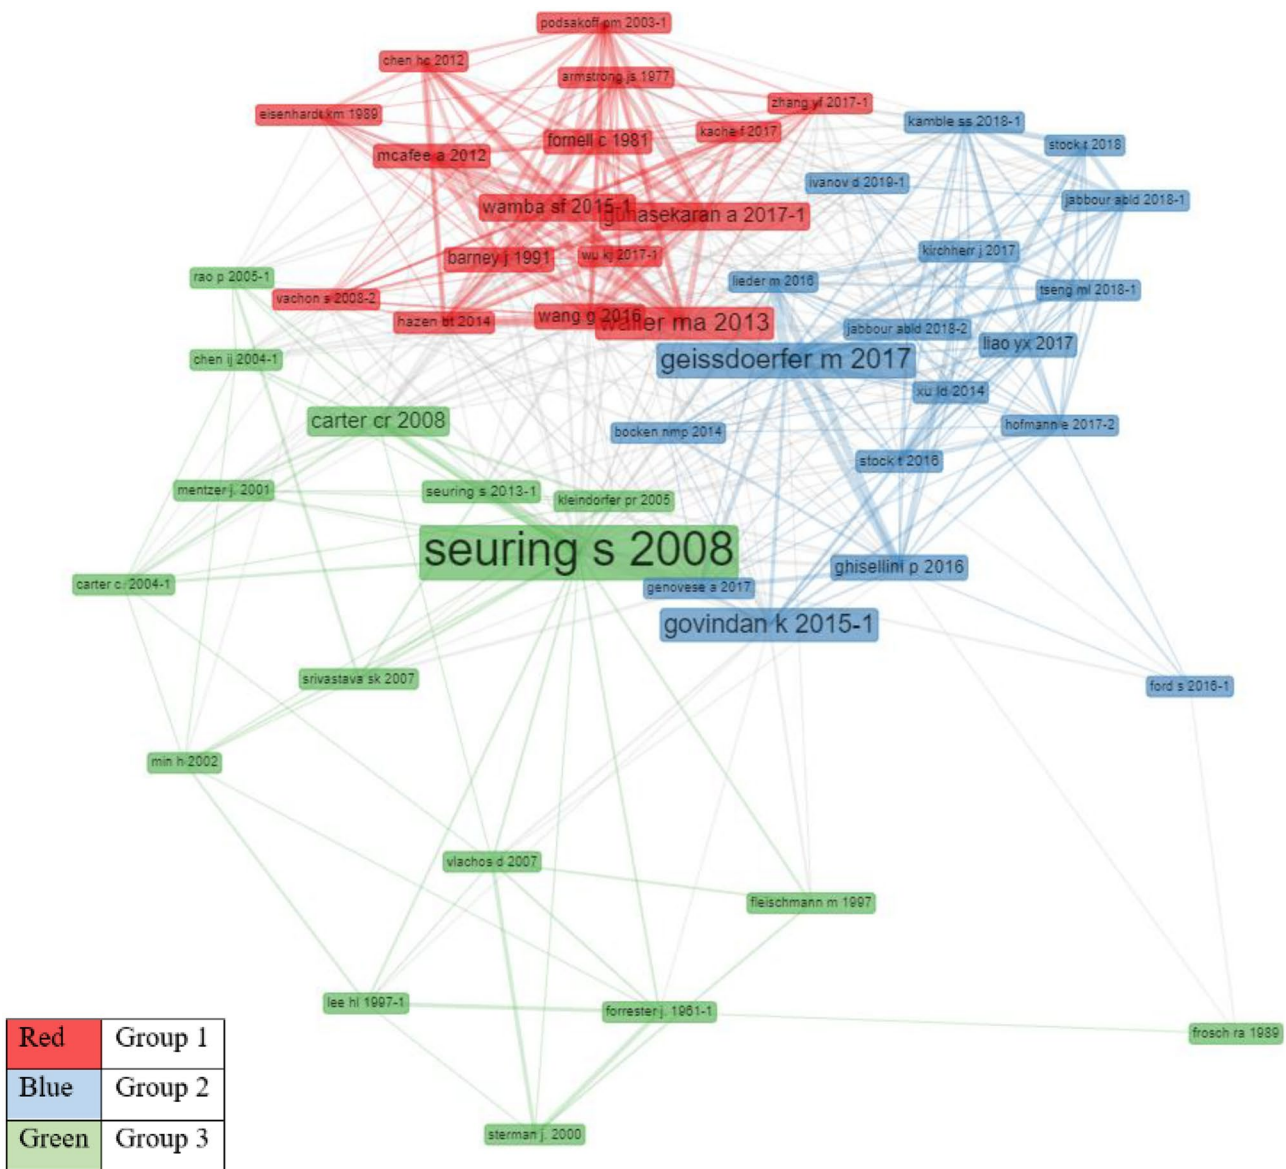 podsakoff pm 2003-1
chen hc 2012
armstrong js 1977
eisenhardt km 1989
zhang yf 2017-1
kache f 2017
kamble ss 2018-1
fornell c 1981
mcafee a 2012
stock t 2018
ivanov d 2019-1
jabbour abld 2018-1
wamba sf 2015-1
gunasekaran a 2017-1
barney j 1991
wu kj 2017-1
kirchherr j 2017
rao p 2005-1
lieder m 2016
tseng ml 2018-1
vachon s 2008-2
hazen bt 2014
wang g 2016
waller ma 2013
jabbour abld 2018-2
liao yx 2017
chen ij 2004-1
geissdoerfer m 2017
xu ld 2014
carter cr 2008
bocken nmp 2014
hofmann e 2017-2
stock t 2016
mentzer j. 2001
seuring s 2013-1
kleindorfer pr 2005
seuring s 2008
ghisellini p 2016
carter c. 2004-1
genovese a 2017
govindan k 2015-1
srivastava sk 2007
ford s 2016-1
min h 2002
vlachos d 2007
fleischmann m 1997
lee hl 1997-1
forrester j. 1961-1
frosch ra 1989
sterman j. 2000
Red Group 1
Blue Group 2
Green Group 3